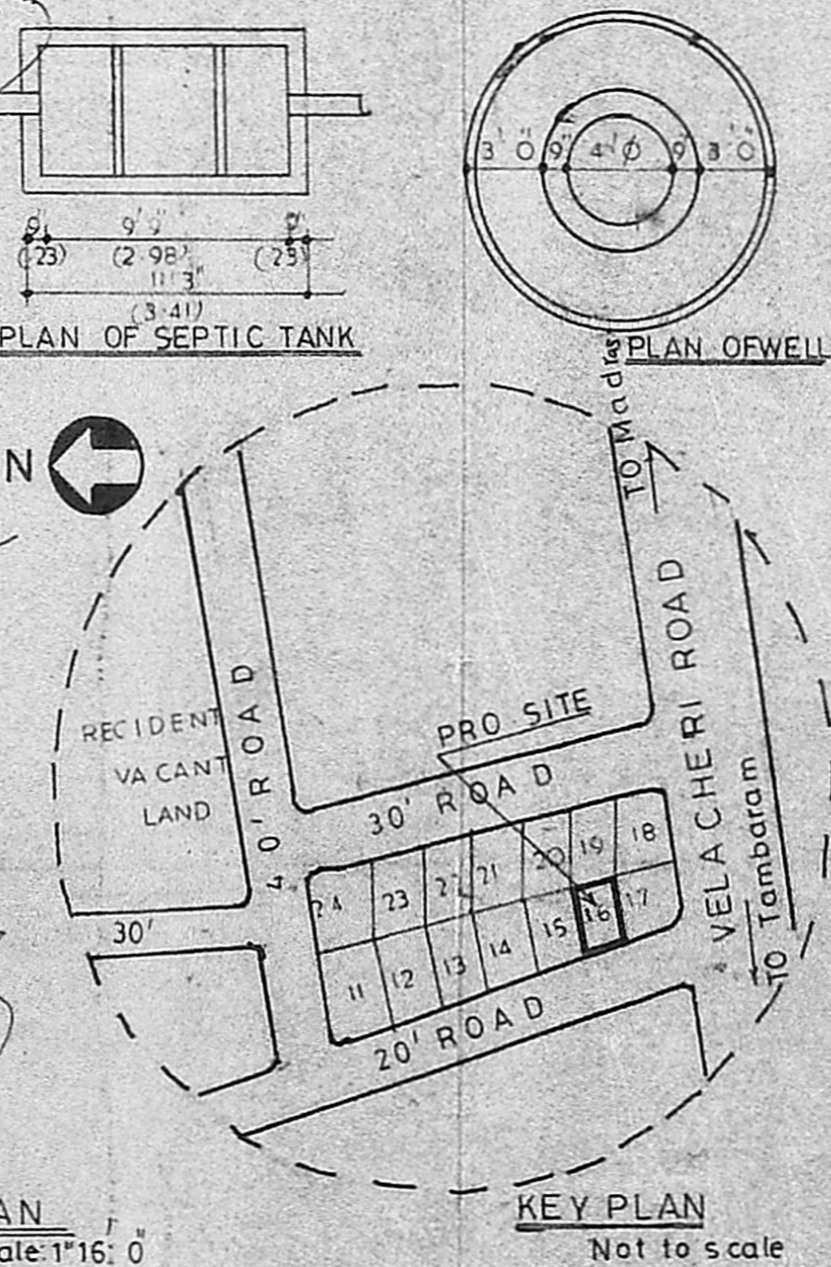 9" 9'9" 9"
(.23) (2.98) (.23)
11'3"
(3.41)
PLAN OF SEPTIC TANK
3'0" 9" 4'φ 9" 3'0"
PLAN OF WELL
N
TO Madras
VELACHERI ROAD
TO Tambaram
RECIDENT
VACANT
LAND
40' ROAD
PRO. SITE
30' ROAD
30'
24 23 22 21 20 19 18
11 12 13 14 15 16 17
20' ROAD
AN
ale: 1" 16' 0"
KEY PLAN
Not to scale